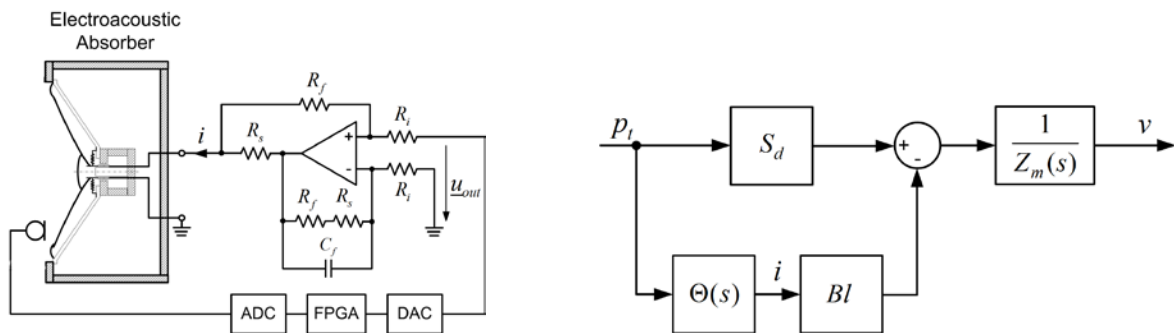 Electroacoustic
Absorber
R_f
R_i
R_s
i
+
-
u_out
R_i
R_f
R_s
C_f
ADC
FPGA
DAC
p_t
S_d
+
-
1
Z_m(s)
v
Θ(s)
i
Bl